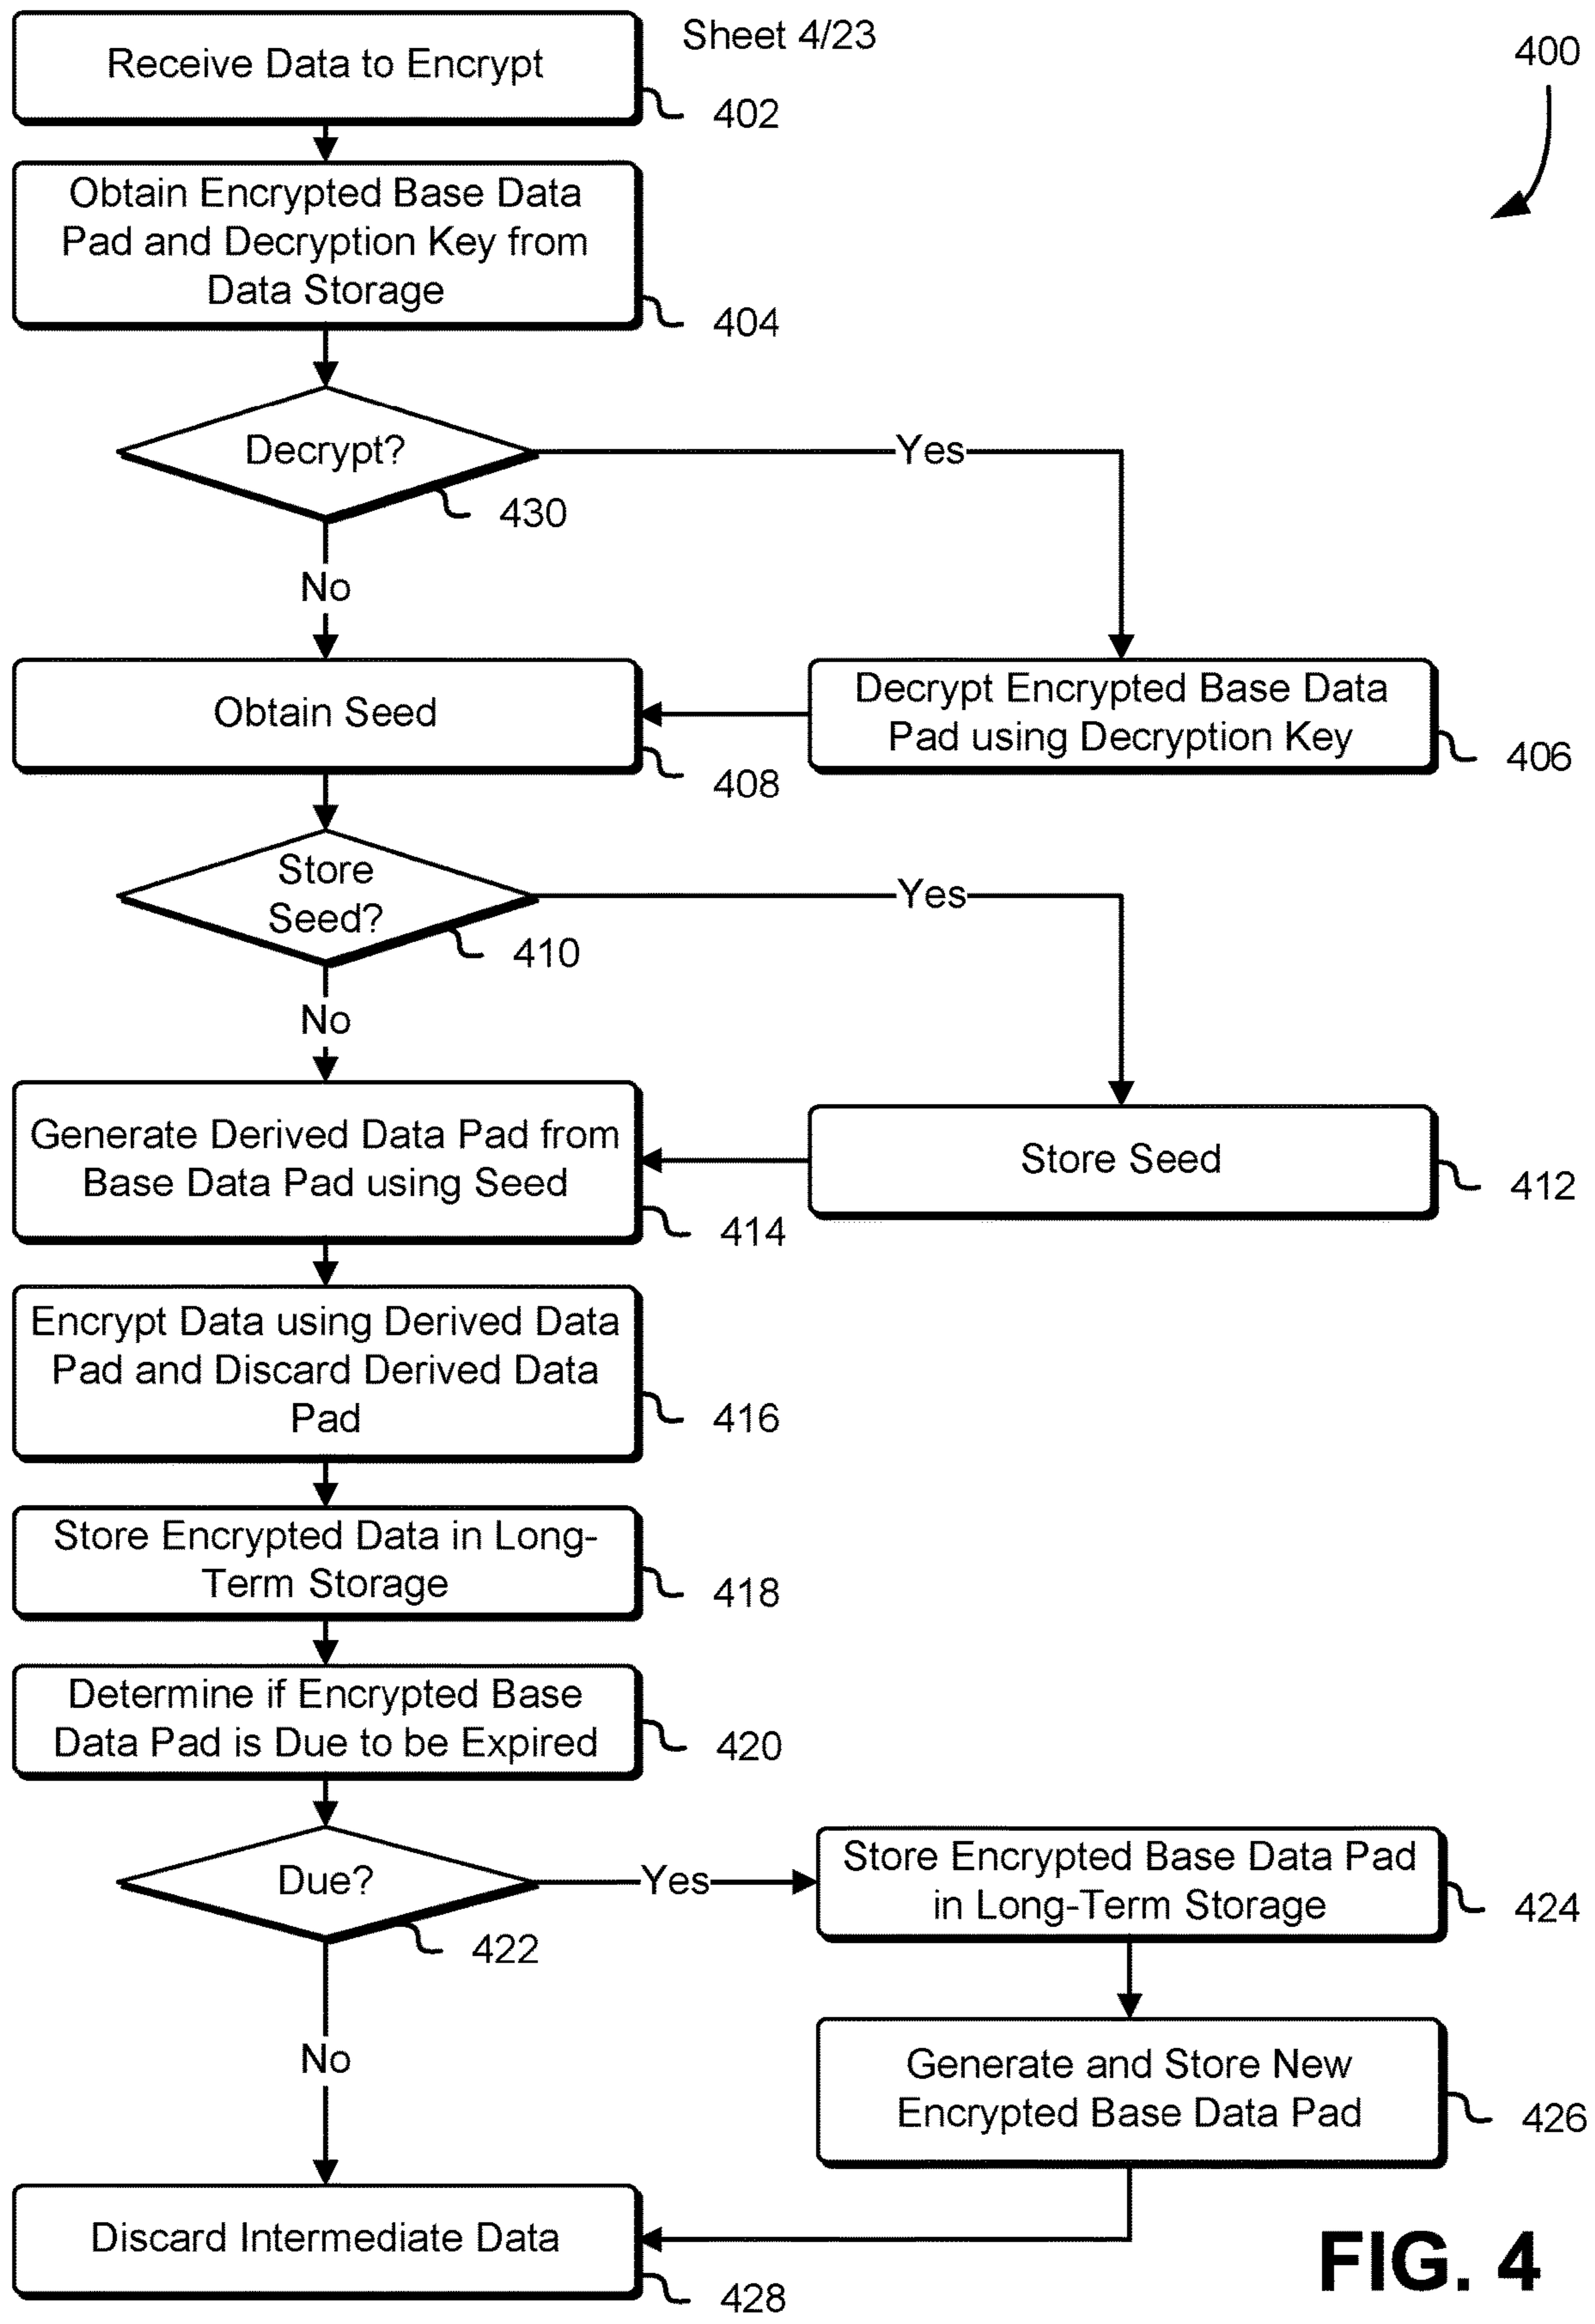 Sheet 4/23
400
Receive Data to Encrypt
402
Obtain Encrypted Base Data
Pad and Decryption Key from
Data Storage
404
Decrypt?
Yes
430
No
Obtain Seed
408
Decrypt Encrypted Base Data
Pad using Decryption Key
406
Store
Seed?
Yes
410
No
Generate Derived Data Pad from
Base Data Pad using Seed
414
Store Seed
412
Encrypt Data using Derived Data
Pad and Discard Derived Data
Pad
416
Store Encrypted Data in Long-
Term Storage
418
Determine if Encrypted Base
Data Pad is Due to be Expired
420
Due?
Yes
422
Store Encrypted Base Data Pad
in Long-Term Storage
424
No
Generate and Store New
Encrypted Base Data Pad
426
Discard Intermediate Data
428
FIG. 4